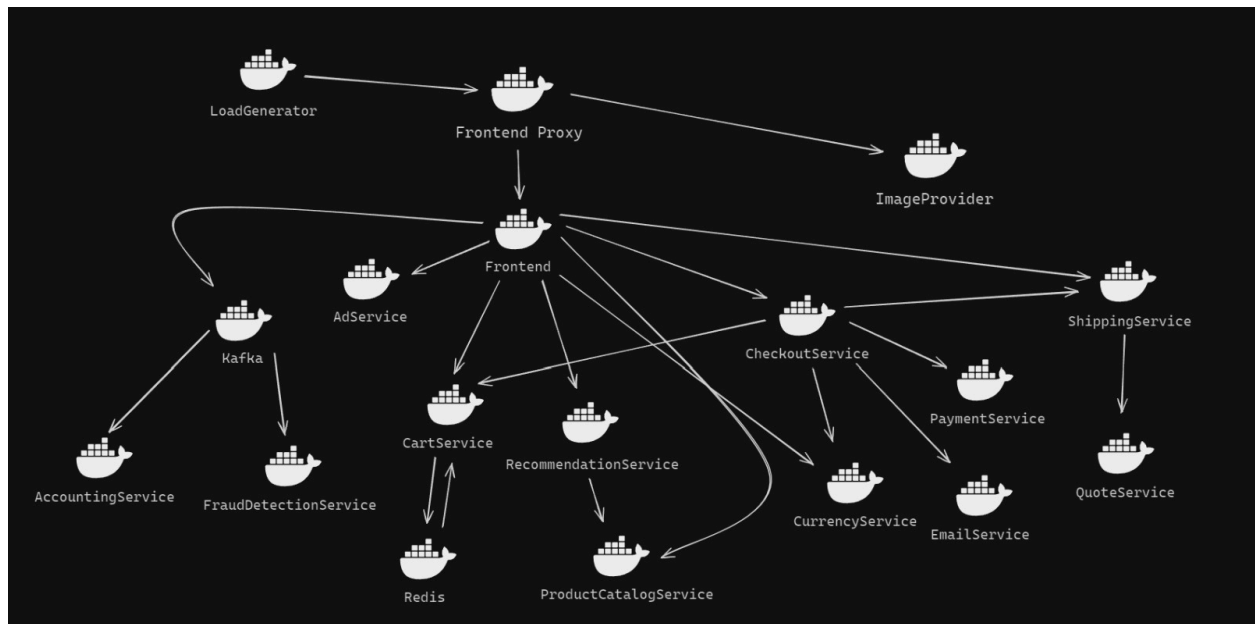 LoadGenerator
Frontend Proxy
ImageProvider
Frontend
AdService
ShippingService
Kafka
CheckoutService
PaymentService
CartService
RecommendationService
AccountingService
FraudDetectionService
QuoteService
CurrencyService
EmailService
Redis
ProductCatalogService